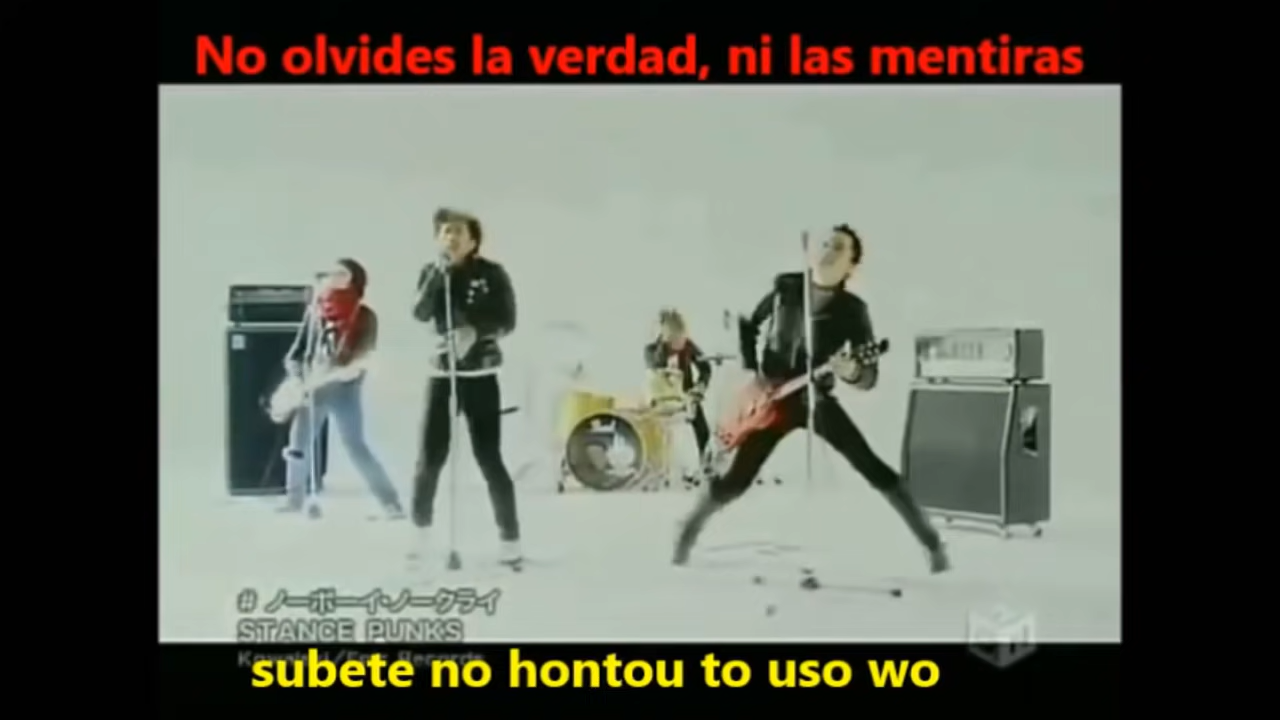 No olvides la verdad, ni las mentiras
# ノーボーイ・ノークライ
STANCE PUNKS
Records
subete no hontou to uso wo